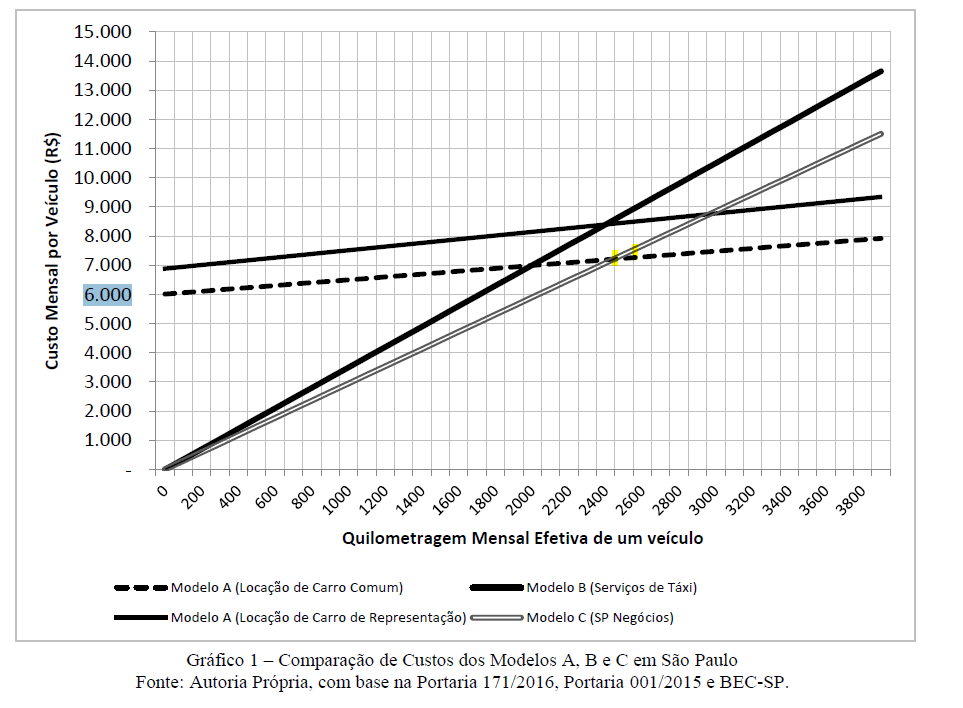 15.000
14.000
13.000
12.000
11.000
10.000
9.000
8.000
7.000
6.000
5.000
4.000
3.000
2.000
1.000
-
Custo Mensal por Veículo (R$)
0 200 400 600 800 1000 1200 1400 1600 1800 2000 2200 2400 2600 2800 3000 3200 3400 3600 3800
Quilometragem Mensal Efetiva de um veículo
Modelo A (Locação de Carro Comum) Modelo B (Serviços de Táxi)
Modelo A (Locação de Carro de Representação) Modelo C (SP Negócios)
Gráfico 1 – Comparação de Custos dos Modelos A, B e C em São Paulo
Fonte: Autoria Própria, com base na Portaria 171/2016, Portaria 001/2015 e BEC-SP.